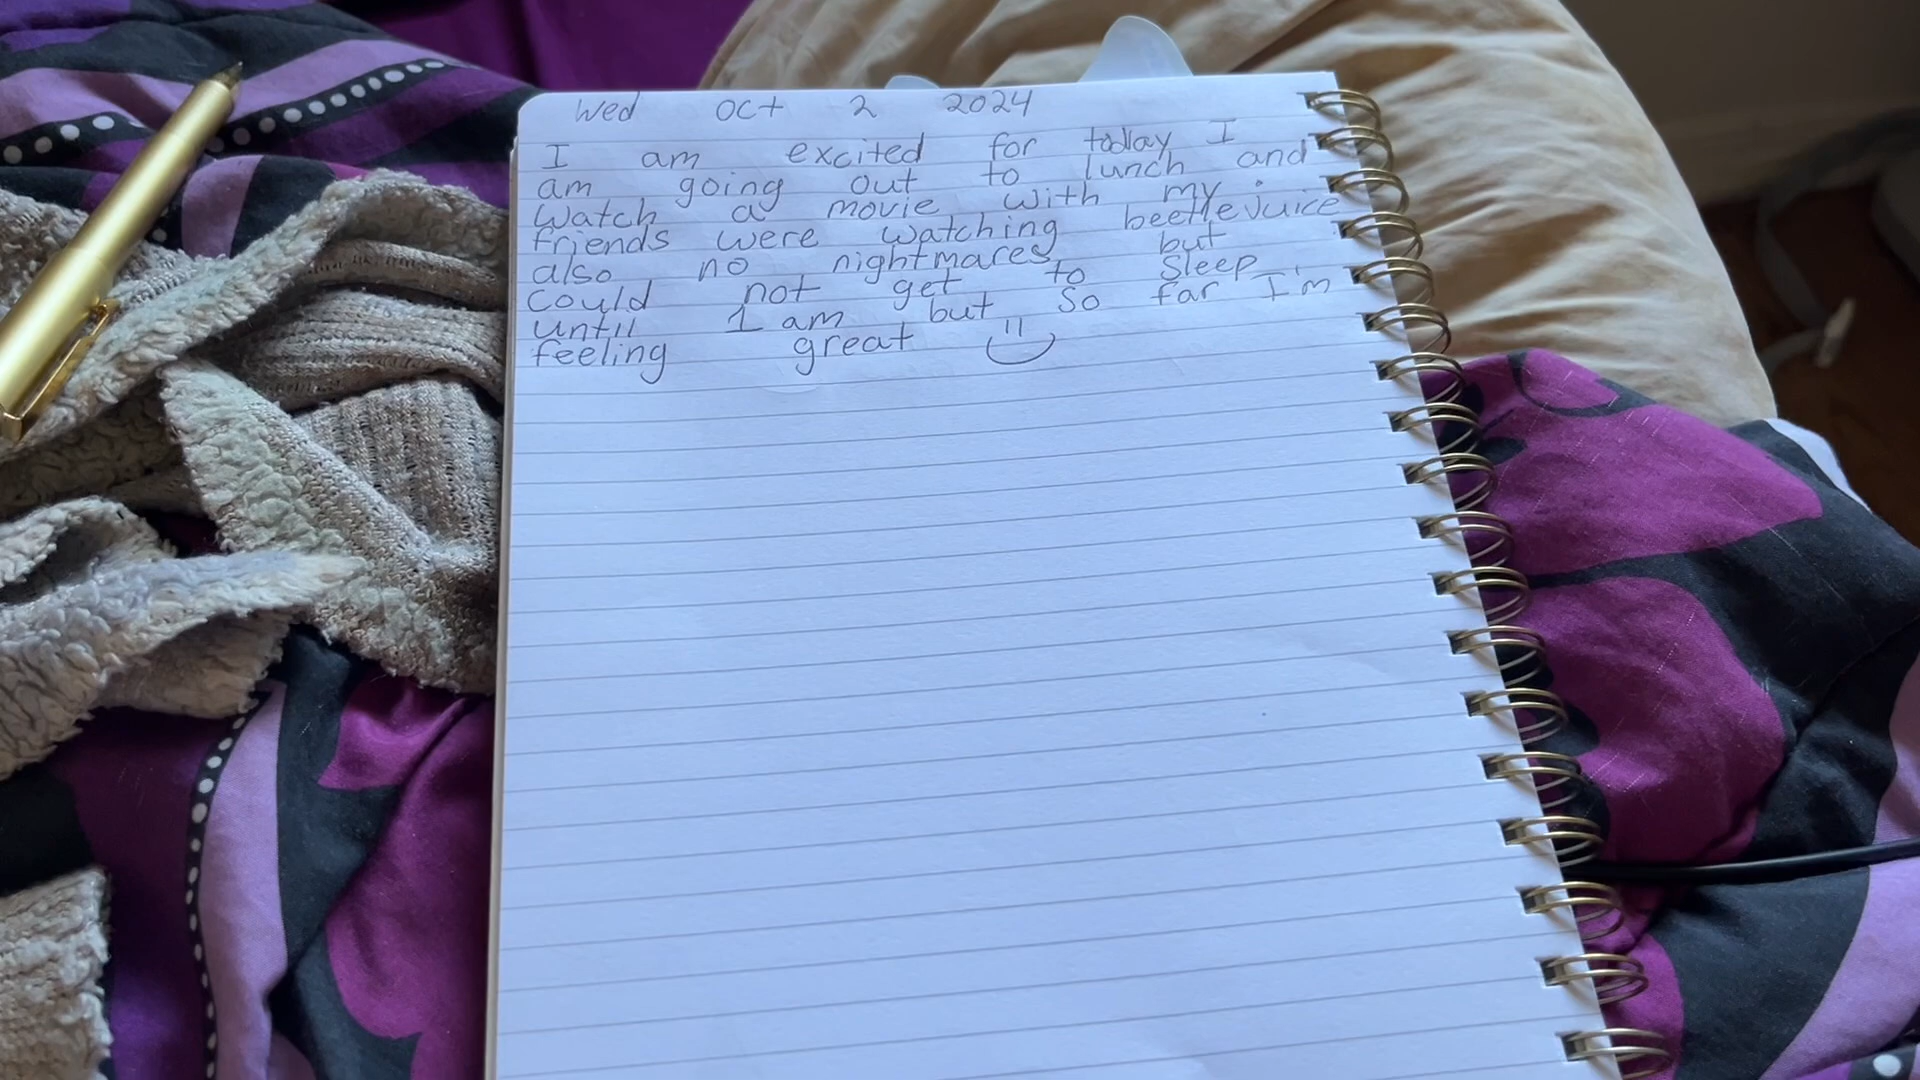 Wed Oct 2 2024
I am excited for today I
am going out to lunch and
watch a movie with my
friends were watching beetlejuice
also no nightmares, but
could not get to sleep
until 1 am but so far I'm
feeling great